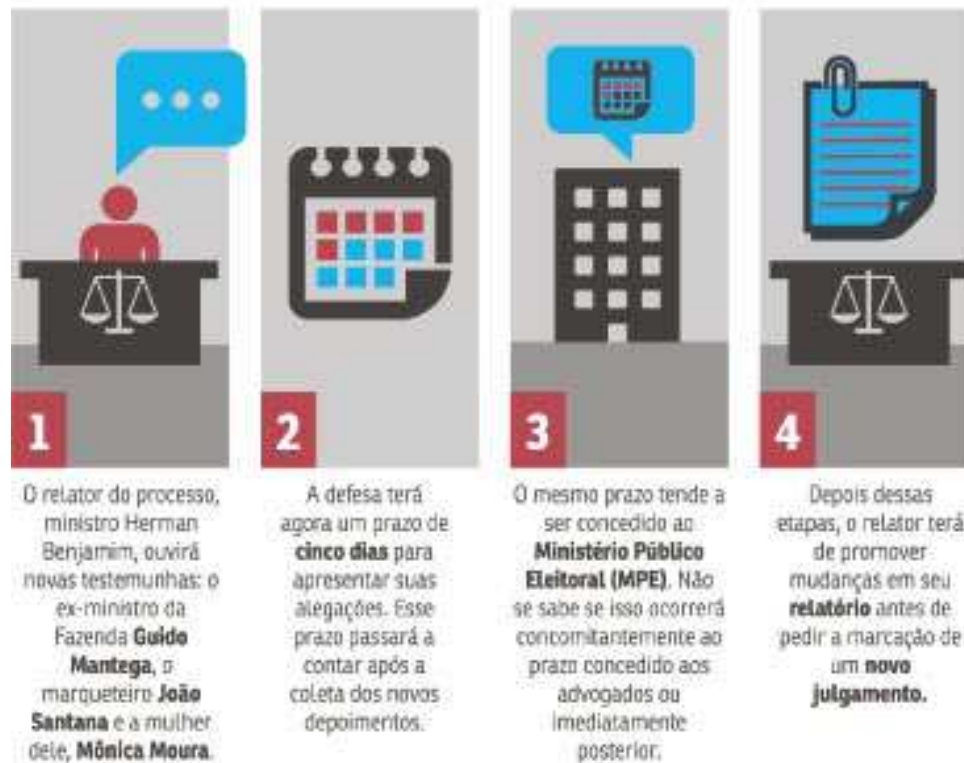 1
O relator do processo,
ministro Herman
Benjamim, ouvirá
novas testemunhas: o
ex-ministro da
Fazenda Guido
Mantega, o
marqueteiro João
Santana e a mulher
dele, Mônica Moura.
2
A defesa terá
agora um prazo de
cinco dias para
apresentar suas
alegações. Esse
prazo passará a
contar após a
coleta dos novos
depoimentos.
3
O mesmo prazo tende a
ser concedido ao
Ministério Público
Eleitoral (MPE). Não
se sabe se isso ocorrerá
concomitantemente ao
prazo concedido aos
advogados ou
imediatamente
posterior.
4
Depois dessas
etapas, o relator terá
de promover
mudanças em seu
relatório antes de
pedir a marcação de
um novo
julgamento.